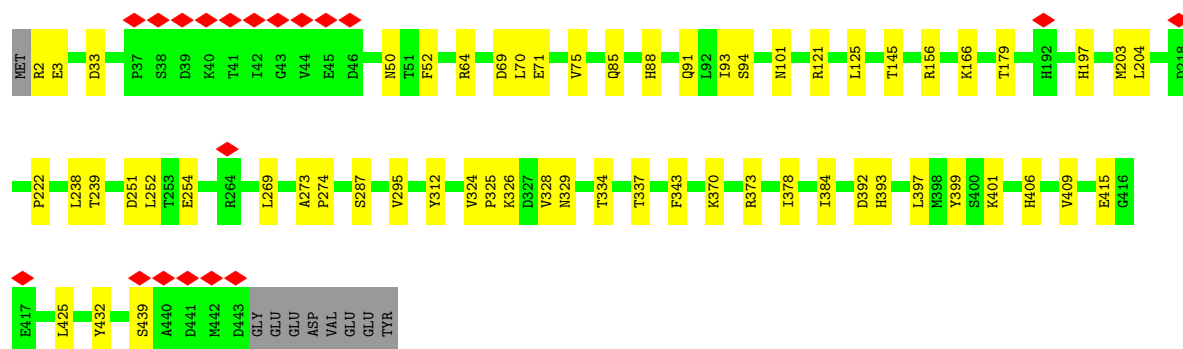 MET R2 E3 D33 P37 S38 D39 K40 T41 I42 G43 V44 E45 D46 N50 T51 F52 R64 D69 L70 E71 V75 Q85 H88 Q91 L92 I93 S94 N101 R121 L125 T145 R156 K166 T179 H192 H197 M203 L204 D218
P222 L238 T239 D251 L252 T253 E254 R264 L269 A273 P274 S287 V295 Y312 V324 P325 K326 D327 V328 N329 T334 T337 F343 K370 R373 I378 I384 D392 H393 L397 M398 Y399 S400 K401 H406 V409 E415 G416
E417 L425 Y432 S439 A440 D441 M442 D443 GLY GLU GLU ASP VAL GLU GLU TYR